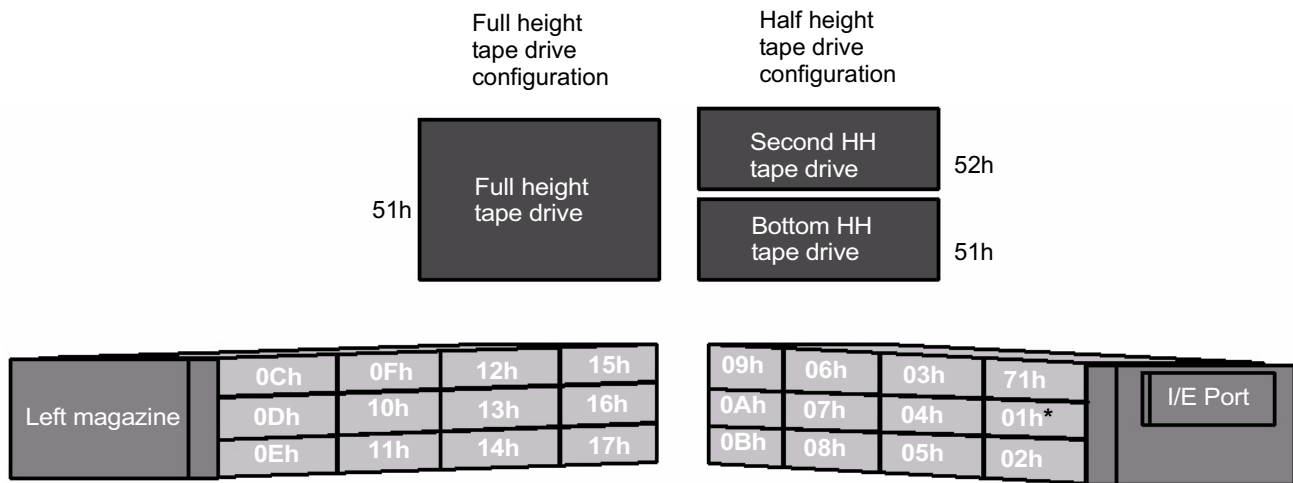 Full height
tape drive
configuration
Half height
tape drive
configuration
51h
Full height
tape drive
Second HH
tape drive
52h
Bottom HH
tape drive
51h
Left magazine
0Ch 0Fh 12h 15h
0Dh 10h 13h 16h
0Eh 11h 14h 17h
09h 06h 03h 71h
0Ah 07h 04h 01h*
0Bh 08h 05h 02h
I/E Port